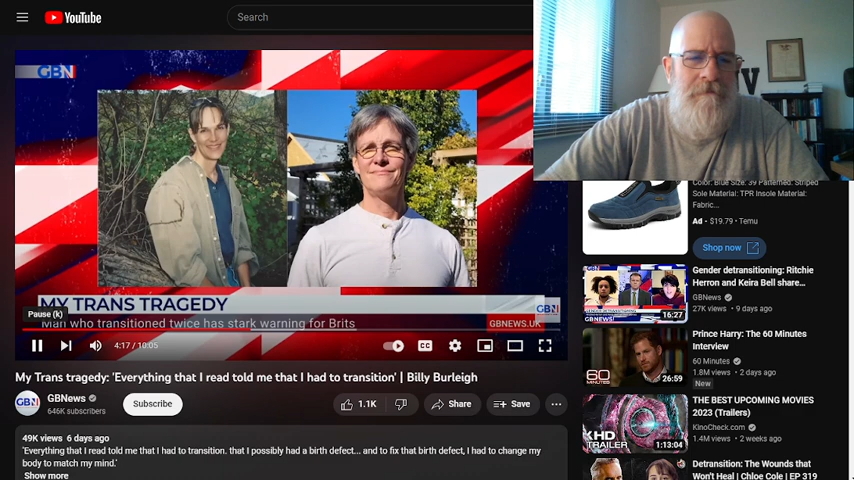 YouTube
Search
GBN
MY TRANS TRAGEDY
GBN
Pause (k)
Man who transitioned twice has stark warning for Brits
GBNEWS.UK
4:17 / 10:05
CC
My Trans tragedy: 'Everything that I read told me that I had to transition' | Billy Burleigh
GBN
GBNews
646K subscribers
Subscribe
1.1K
Share
Save
49K views 6 days ago
'Everything that I read told me that I had to transition. that I possibly had a birth defect... and to fix that birth defect, I had to change my
body to match my mind.'
Show more
Color: Blue Size: 39 Patterned: Striped
Sole Material: TPR Insole Material:
Fabric...
Ad • $19.79 • Temu
Shop now
16:27
Gender detransitioning: Ritchie
Herron and Keira Bell share...
GBNews
27K views • 9 days ago
60
MINUTES
26:59
Prince Harry: The 60 Minutes
Interview
60 Minutes
1.8M views • 2 days ago
New
KHD
TRAILER
1:13:04
THE BEST UPCOMING MOVIES
2023 (Trailers)
KinoCheck.com
1.4M views • 2 weeks ago
Detransition: The Wounds that
Won't Heal | Chloe Cole | EP 319